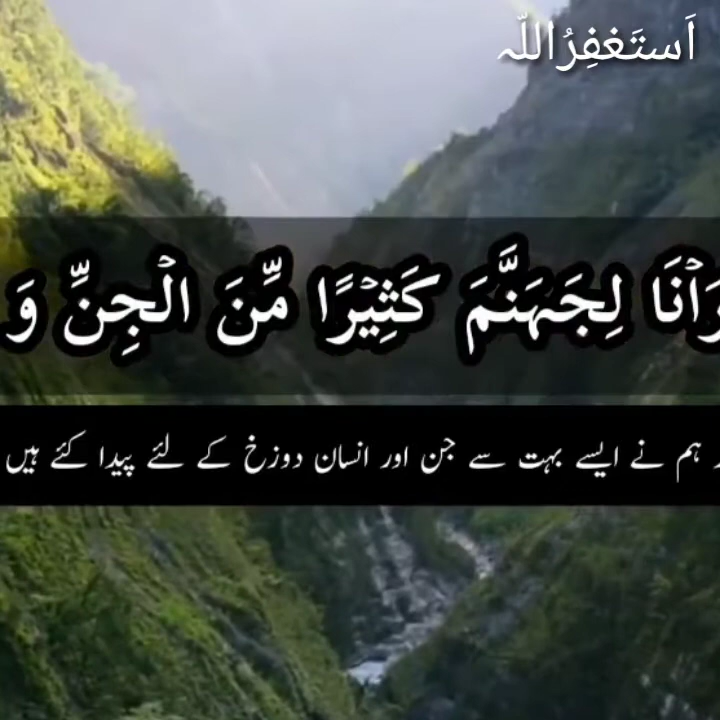 اَستَغفِرُاللّٰہ
لِجَهَنَّمَ كَثِيْرًا مِّنَ الْجِنِّ وَ
ہم نے ایسے بہت سے جن اور انسان دوزخ کے لئے پیدا کئے ہیں